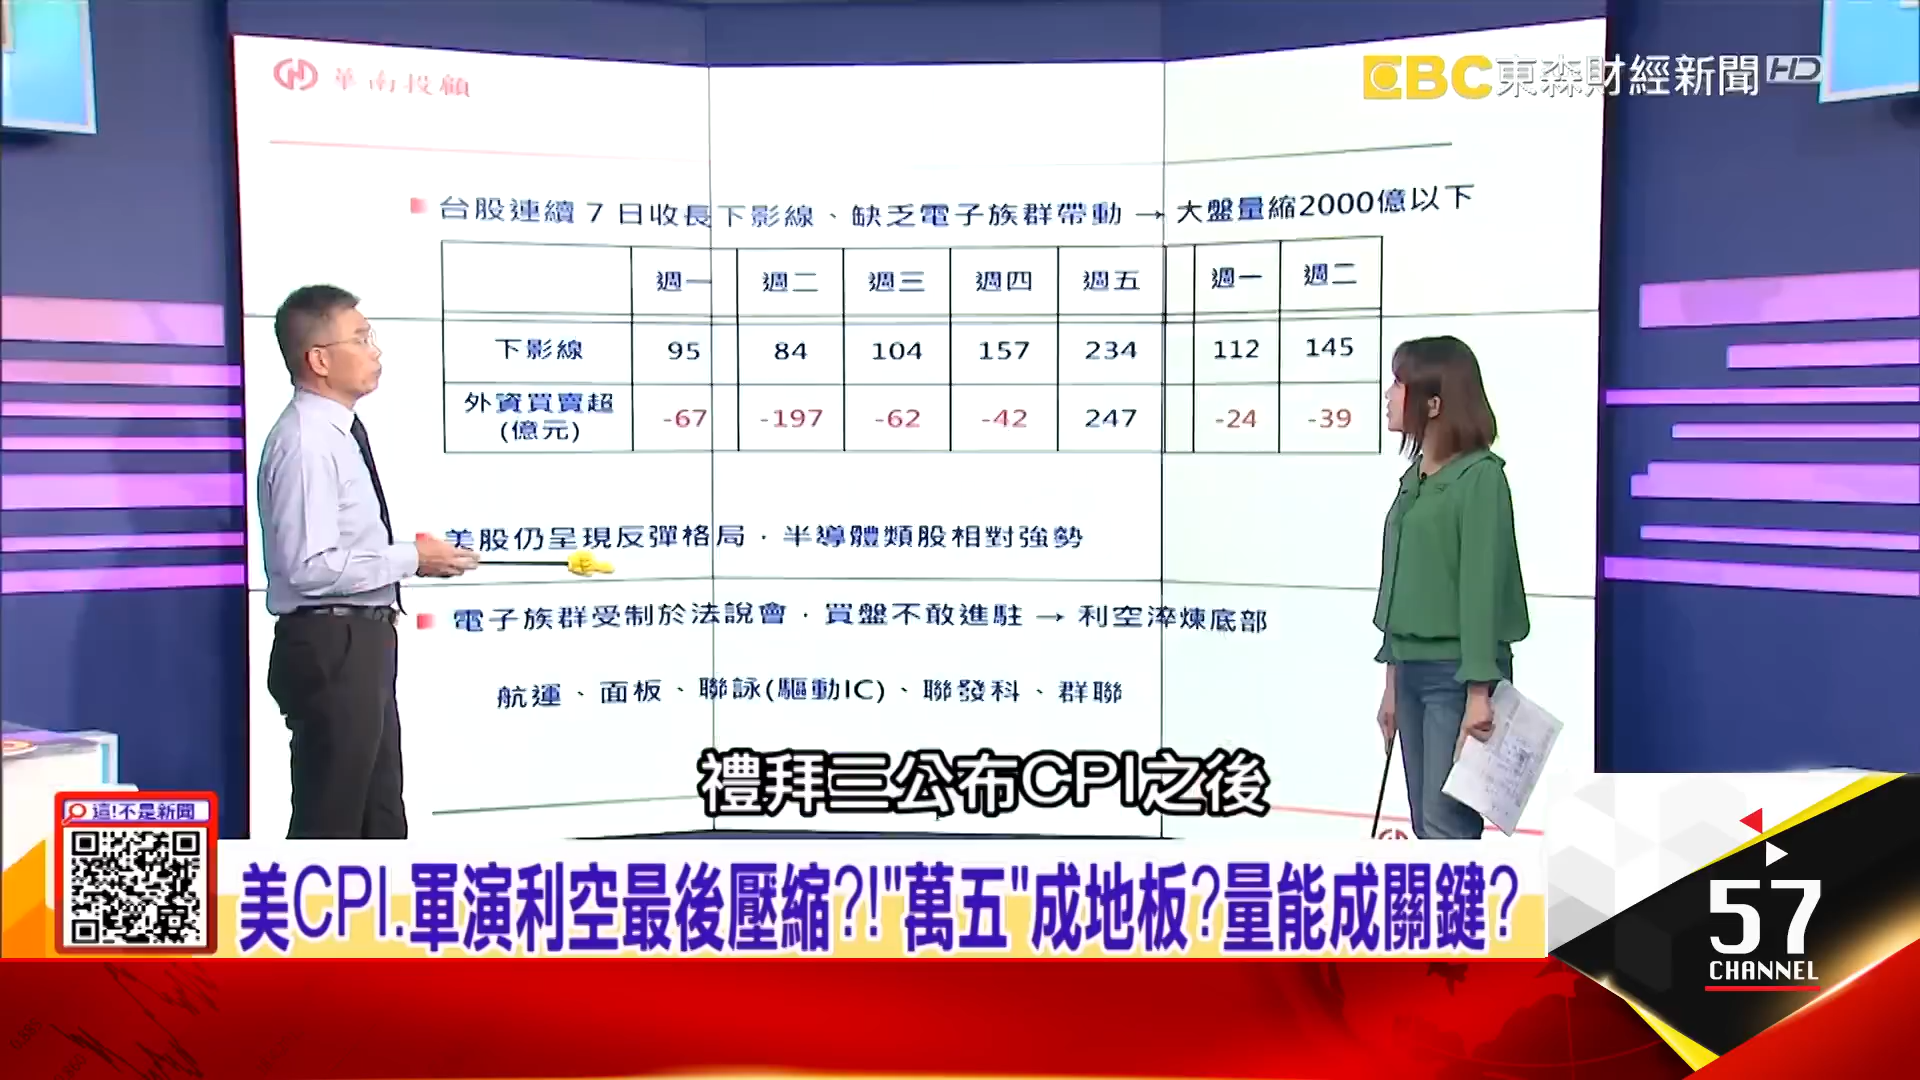 華南投顧
EBC東森財經新聞HD
台股連續7日收長下影線、缺乏電子族群帶動→大盤量縮2000億以下
週一 週二 週三 週四 週五 週一 週二
下影線 95 84 104 157 234 112 145
外資買賣超(億元) -67 -197 -62 -42 247 -24 -39
美股仍呈現反彈格局，半導體類股相對強勢
電子族群受制於法說會，買盤不敢進駐→利空淬煉底部
航運、面板、聯詠(驅動IC)、聯發科、群聯
禮拜三公布CPI之後
這!不是新聞
美CPI.軍演利空最後壓縮?!"萬五"成地板?量能成關鍵?
57
CHANNEL